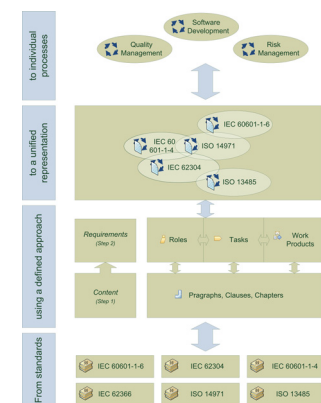 to individual
processes
Software
Development
Quality
Management
Risk
Management
to a unified
representation
IEC 60601-1-6
IEC 60
601-1-4
ISO 14971
IEC 62304
ISO 13485
using a defined approach
Requirements
(Step 2)
Roles
Tasks
Work
Products
Content
(Step 1)
Pragraphs, Clauses, Chapters
From standards
IEC 60601-1-6
IEC 62304
IEC 60601-1-4
IEC 62366
ISO 14971
ISO 13485